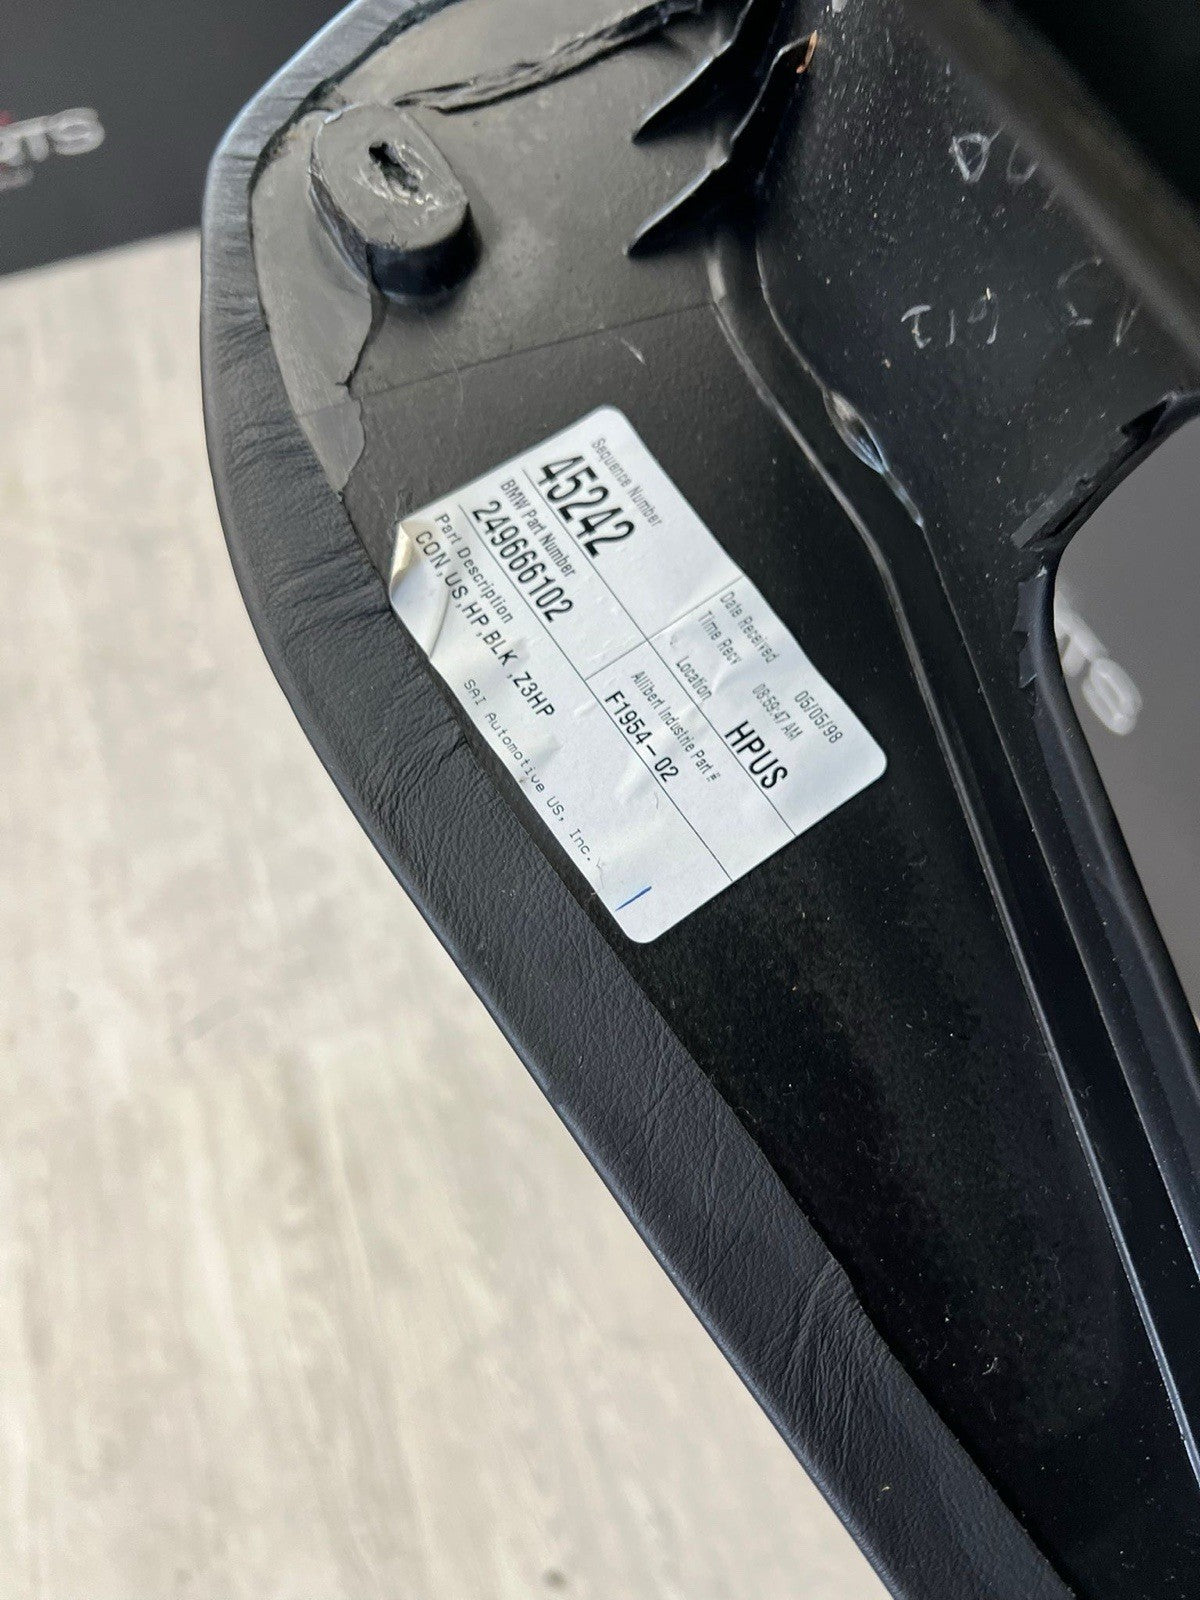 Sequence Number
45242
BMW Part Number
249666102
Part Description
CON,US,HP,BLK ,Z3HP
SAI Automotive US, Inc.
Date Received 05/05/98
Time Recv 08:59:47 AM
Location HPUS
Allibert Industrie Part #
F1954-02